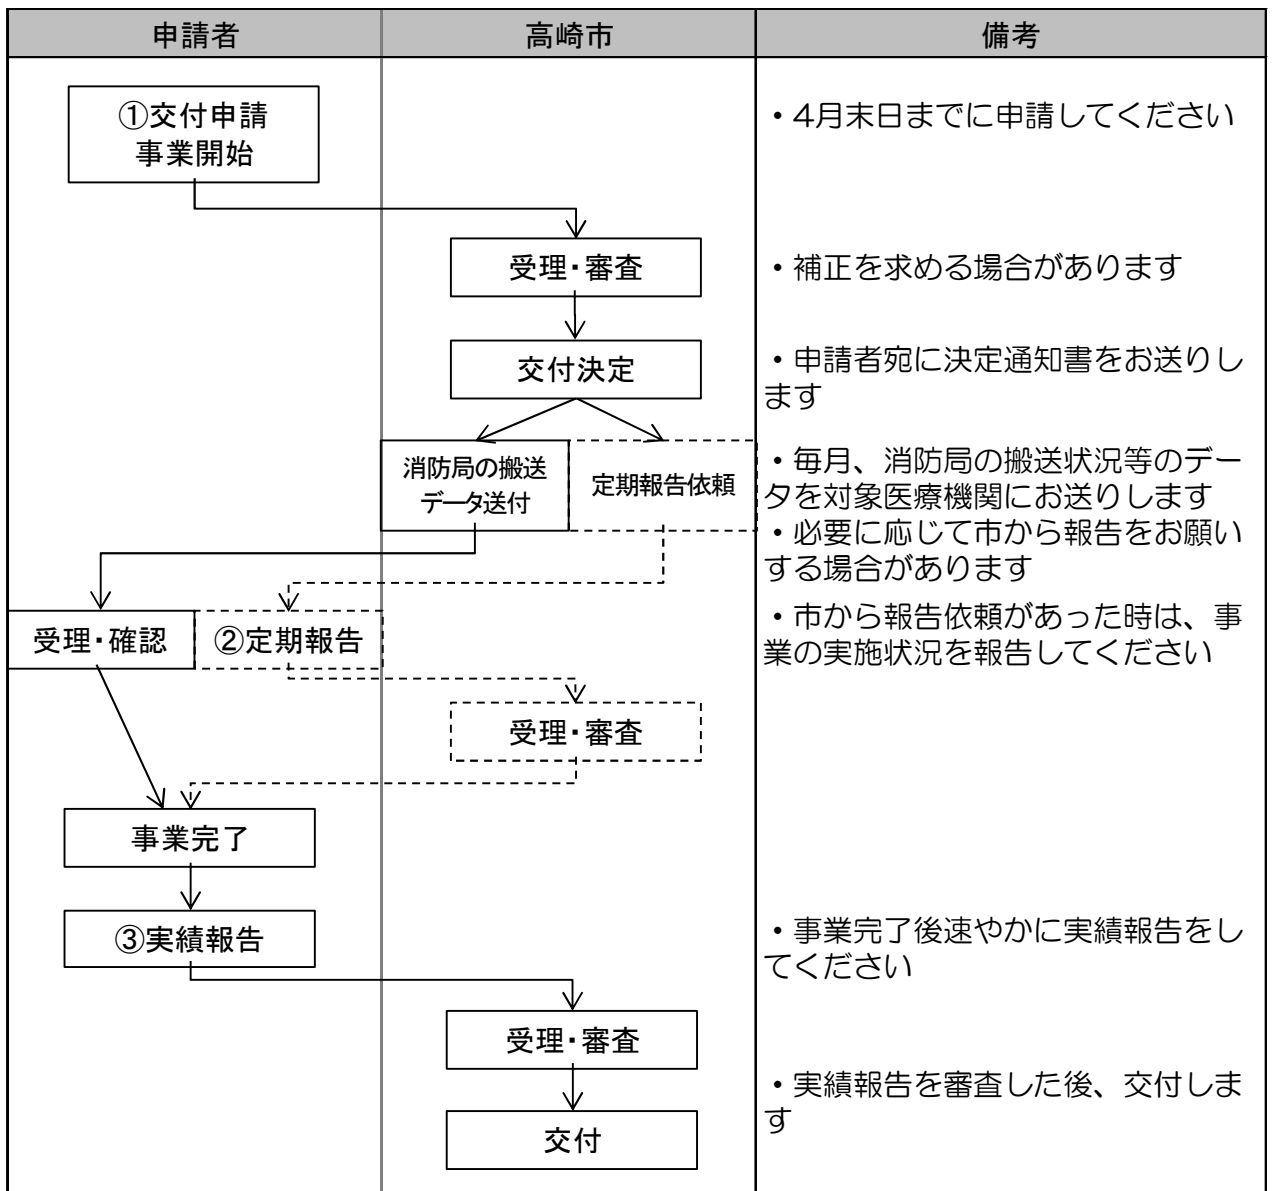 申請者
高崎市
備考
①交付申請
事業開始
・4月末日までに申請してください
受理・審査
・補正を求める場合があります
交付決定
・申請者宛に決定通知書をお送りし
ます
消防局の搬送
データ送付
定期報告依頼
・毎月、消防局の搬送状況等のデー
タを対象医療機関にお送りします
・必要に応じて市から報告をお願い
する場合があります
受理・確認
②定期報告
・市から報告依頼があった時は、事
業の実施状況を報告してください
受理・審査
事業完了
③実績報告
・事業完了後速やかに実績報告をし
てください
受理・審査
・実績報告を審査した後、交付しま
す
交付